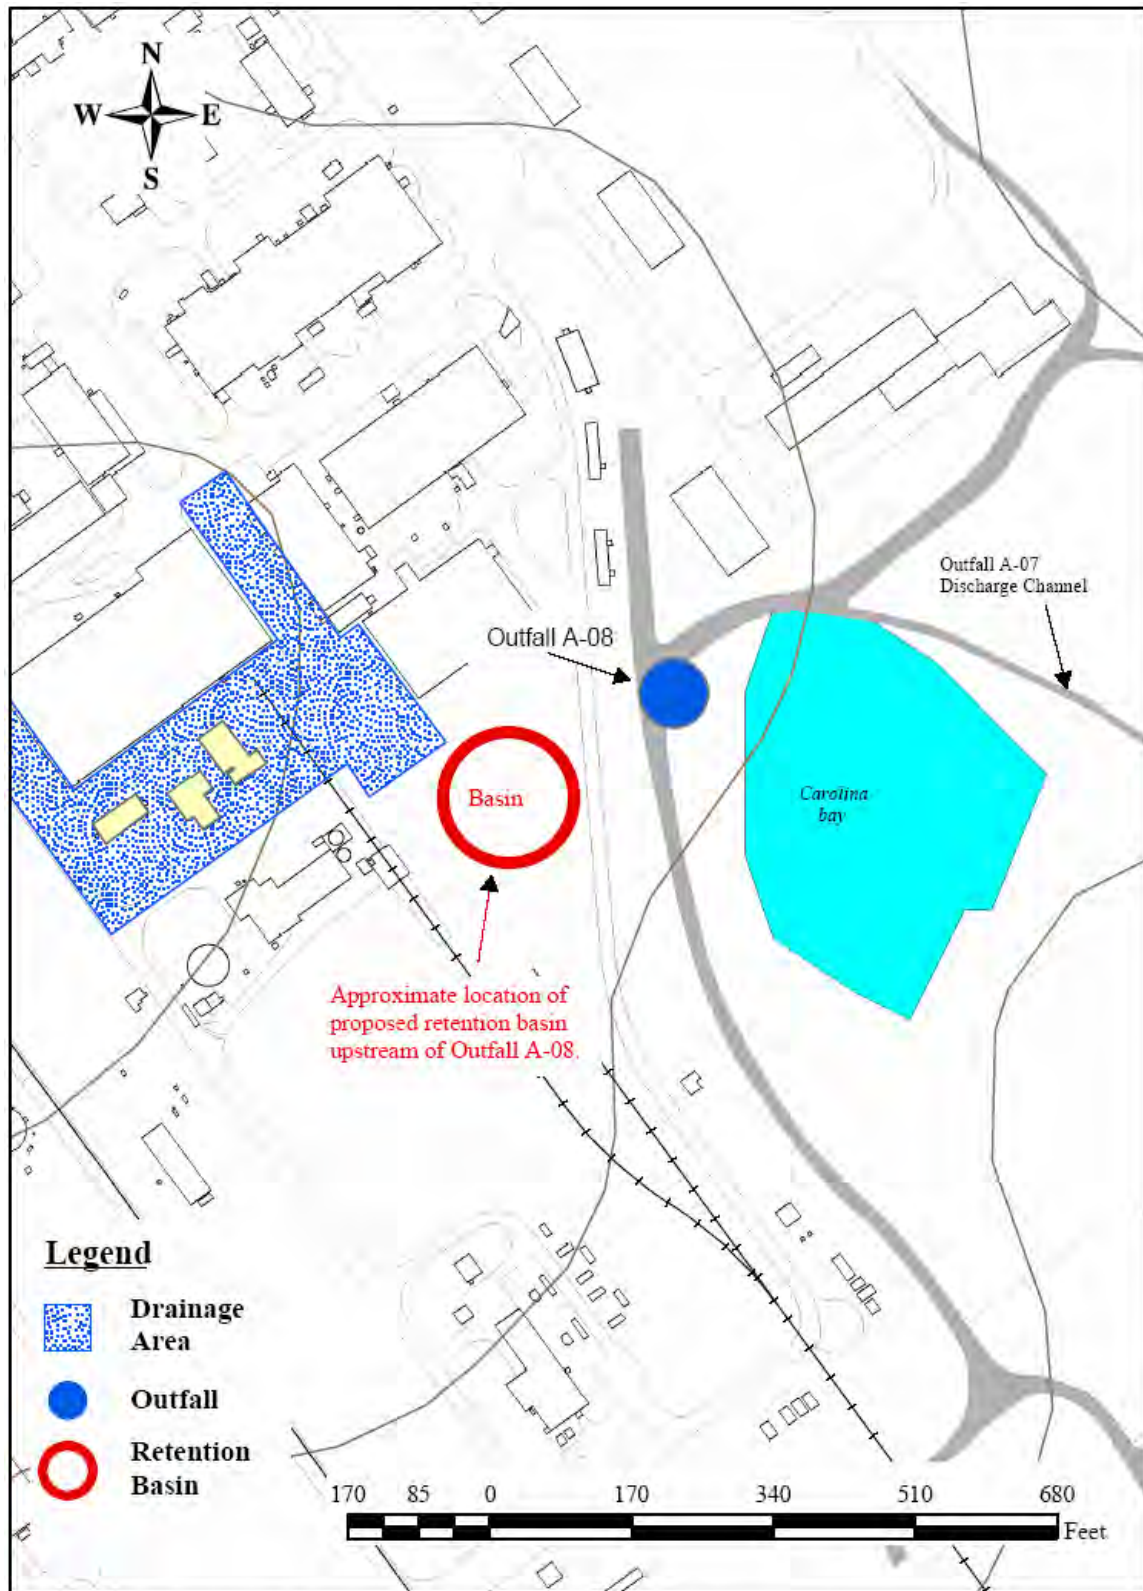 N
W E
S
Outfall A-07
Discharge Channel
Outfall A-08
Basin
Carolina
bay
Approximate location of
proposed retention basin
upstream of Outfall A-08.
Legend
Drainage
Area
Outfall
Retention
Basin
170 85 0 170 340 510 680
Feet